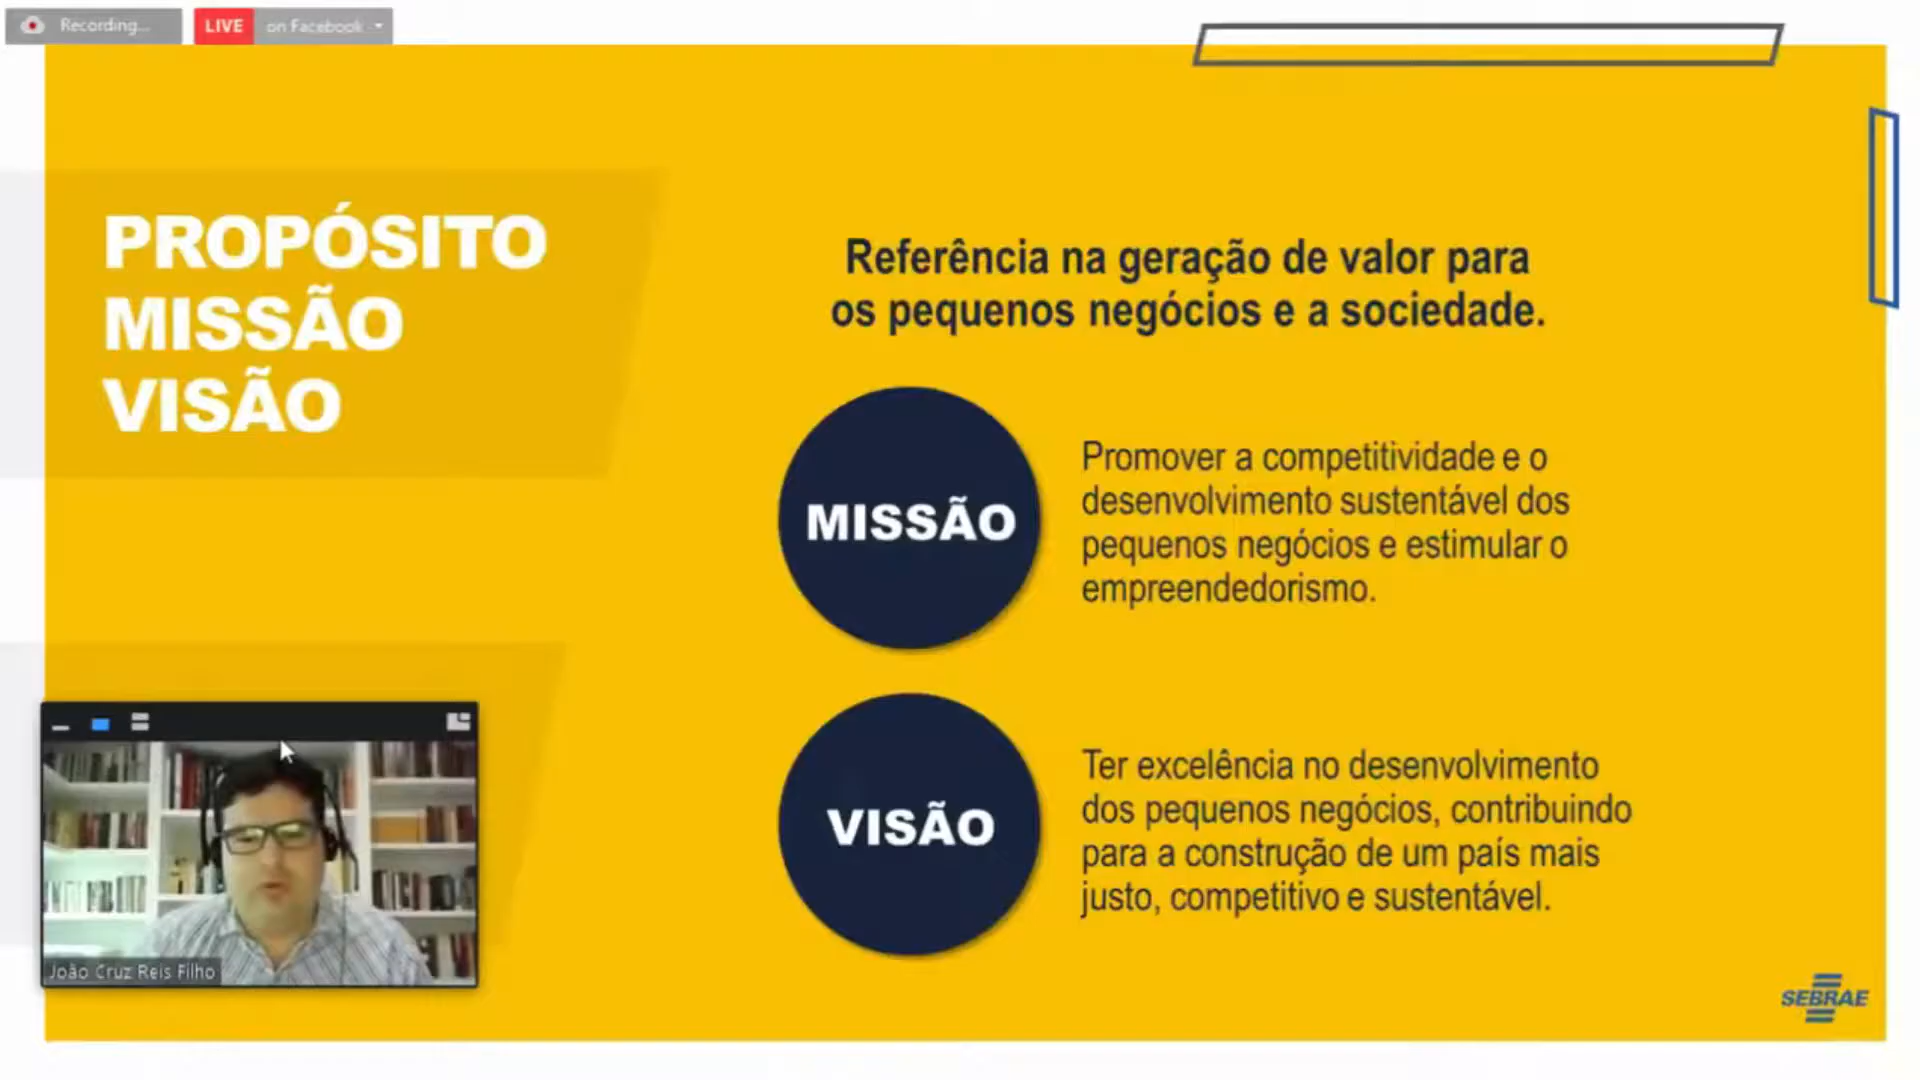 Recording...
LIVE on Facebook
PROPÓSITO
MISSÃO
VISÃO
Referência na geração de valor para
os pequenos negócios e a sociedade.
MISSÃO
Promover a competitividade e o
desenvolvimento sustentável dos
pequenos negócios e estimular o
empreendedorismo.
VISÃO
Ter excelência no desenvolvimento
dos pequenos negócios, contribuindo
para a construção de um país mais
justo, competitivo e sustentável.
João Cruz Reis Filho
SEBRAE